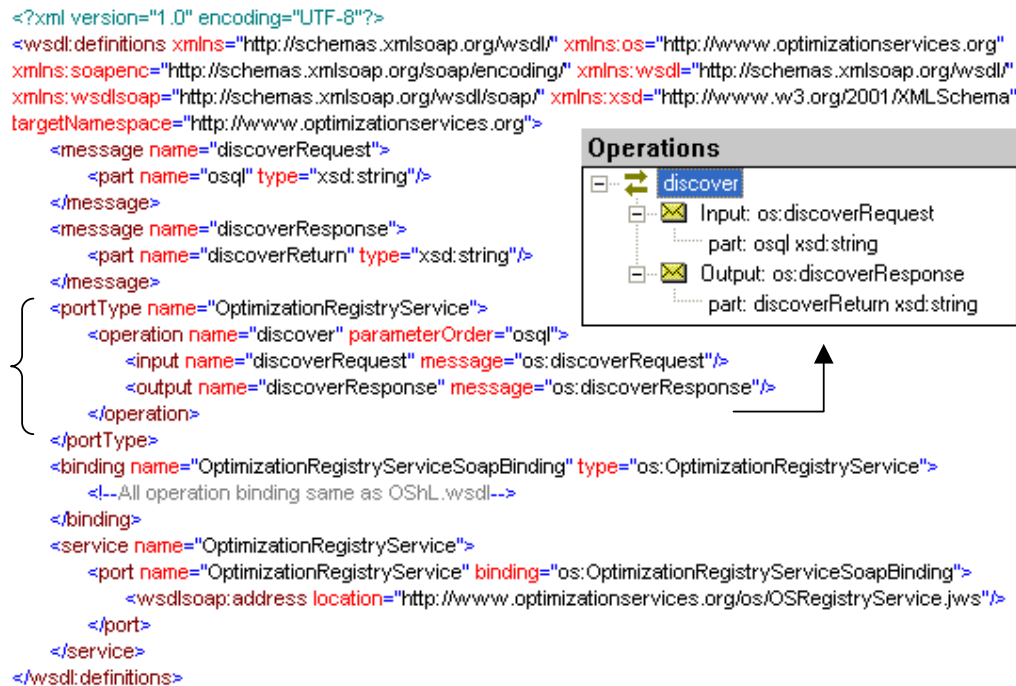 <?xml version="1.0" encoding="UTF-8"?>
<wsdl:definitions xmlns="http://schemas.xmlsoap.org/wsdl/" xmlns:os="http://www.optimizationservices.org"
xmlns:soapenc="http://schemas.xmlsoap.org/soap/encoding/" xmlns:wsdl="http://schemas.xmlsoap.org/wsdl/"
xmlns:wsdlsoap="http://schemas.xmlsoap.org/wsdl/soap/" xmlns:xsd="http://www.w3.org/2001/XMLSchema"
targetNamespace="http://www.optimizationservices.org">
<message name="discoverRequest">
<part name="osql" type="xsd:string"/>
</message>
<message name="discoverResponse">
<part name="discoverReturn" type="xsd:string"/>
</message>
<portType name="OptimizationRegistryService">
<operation name="discover" parameterOrder="osql">
<input name="discoverRequest" message="os:discoverRequest"/>
<output name="discoverResponse" message="os:discoverResponse"/>
</operation>
</portType>
<binding name="OptimizationRegistryServiceSoapBinding" type="os:OptimizationRegistryService">
<!--All operation binding same as OShL.wsdl-->
</binding>
<service name="OptimizationRegistryService">
<port name="OptimizationRegistryService" binding="os:OptimizationRegistryServiceSoapBinding">
<wsdlsoap:address location="http://www.optimizationservices.org/os/OSRegistryService.jws"/>
</port>
</service>
</wsdl:definitions>
Operations
discover
Input: os:discoverRequest
part: osql xsd:string
Output: os:discoverResponse
part: discoverReturn xsd:string